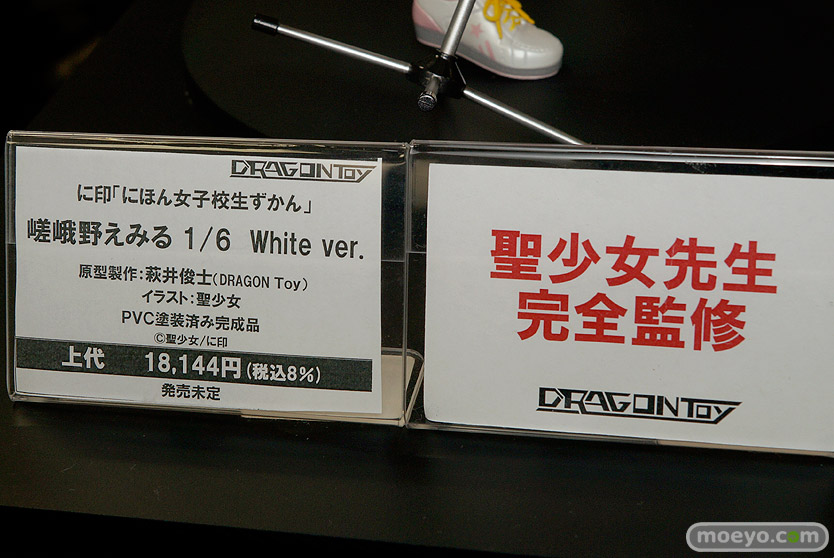 DRAGONToy
に印「にほん女子校生ずかん」
嵯峨野えみる 1/6 White ver.
原型製作:萩井俊士(DRAGON Toy)
イラスト:聖少女
PVC塗装済み完成品
©聖少女/に印
上代 18,144円(税込8%)
発売未定
聖少女先生
完全監修
DRAGONToy
moeyo.com